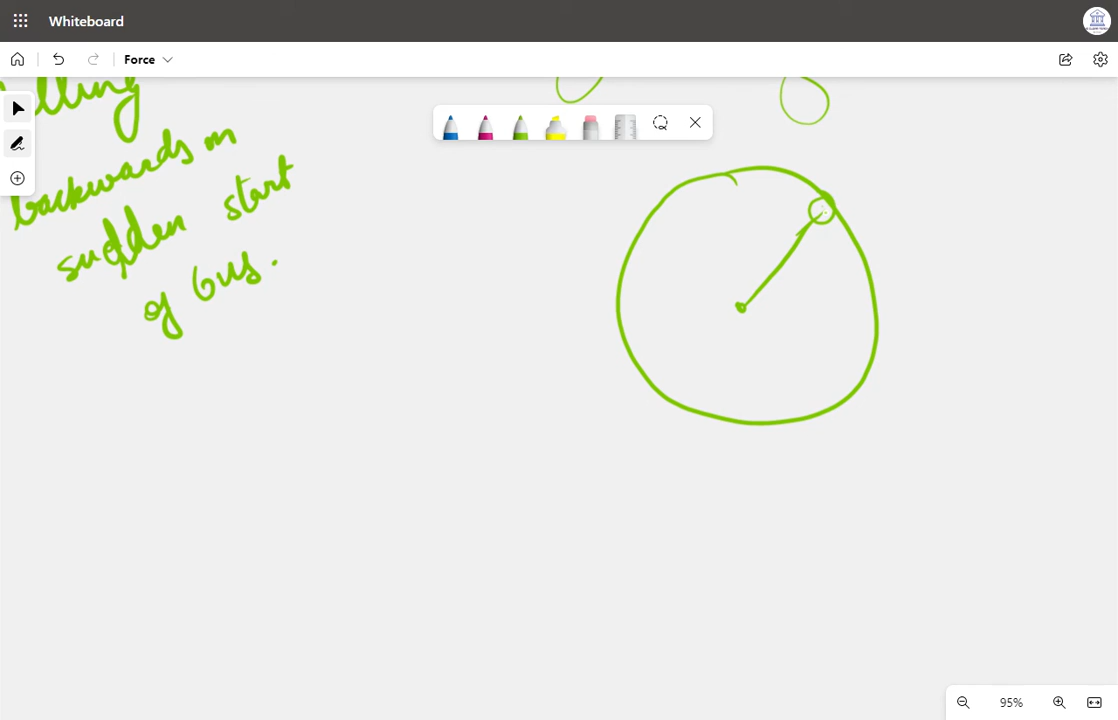 Whiteboard
Force
backwards on
sudden start
of bus.
95%